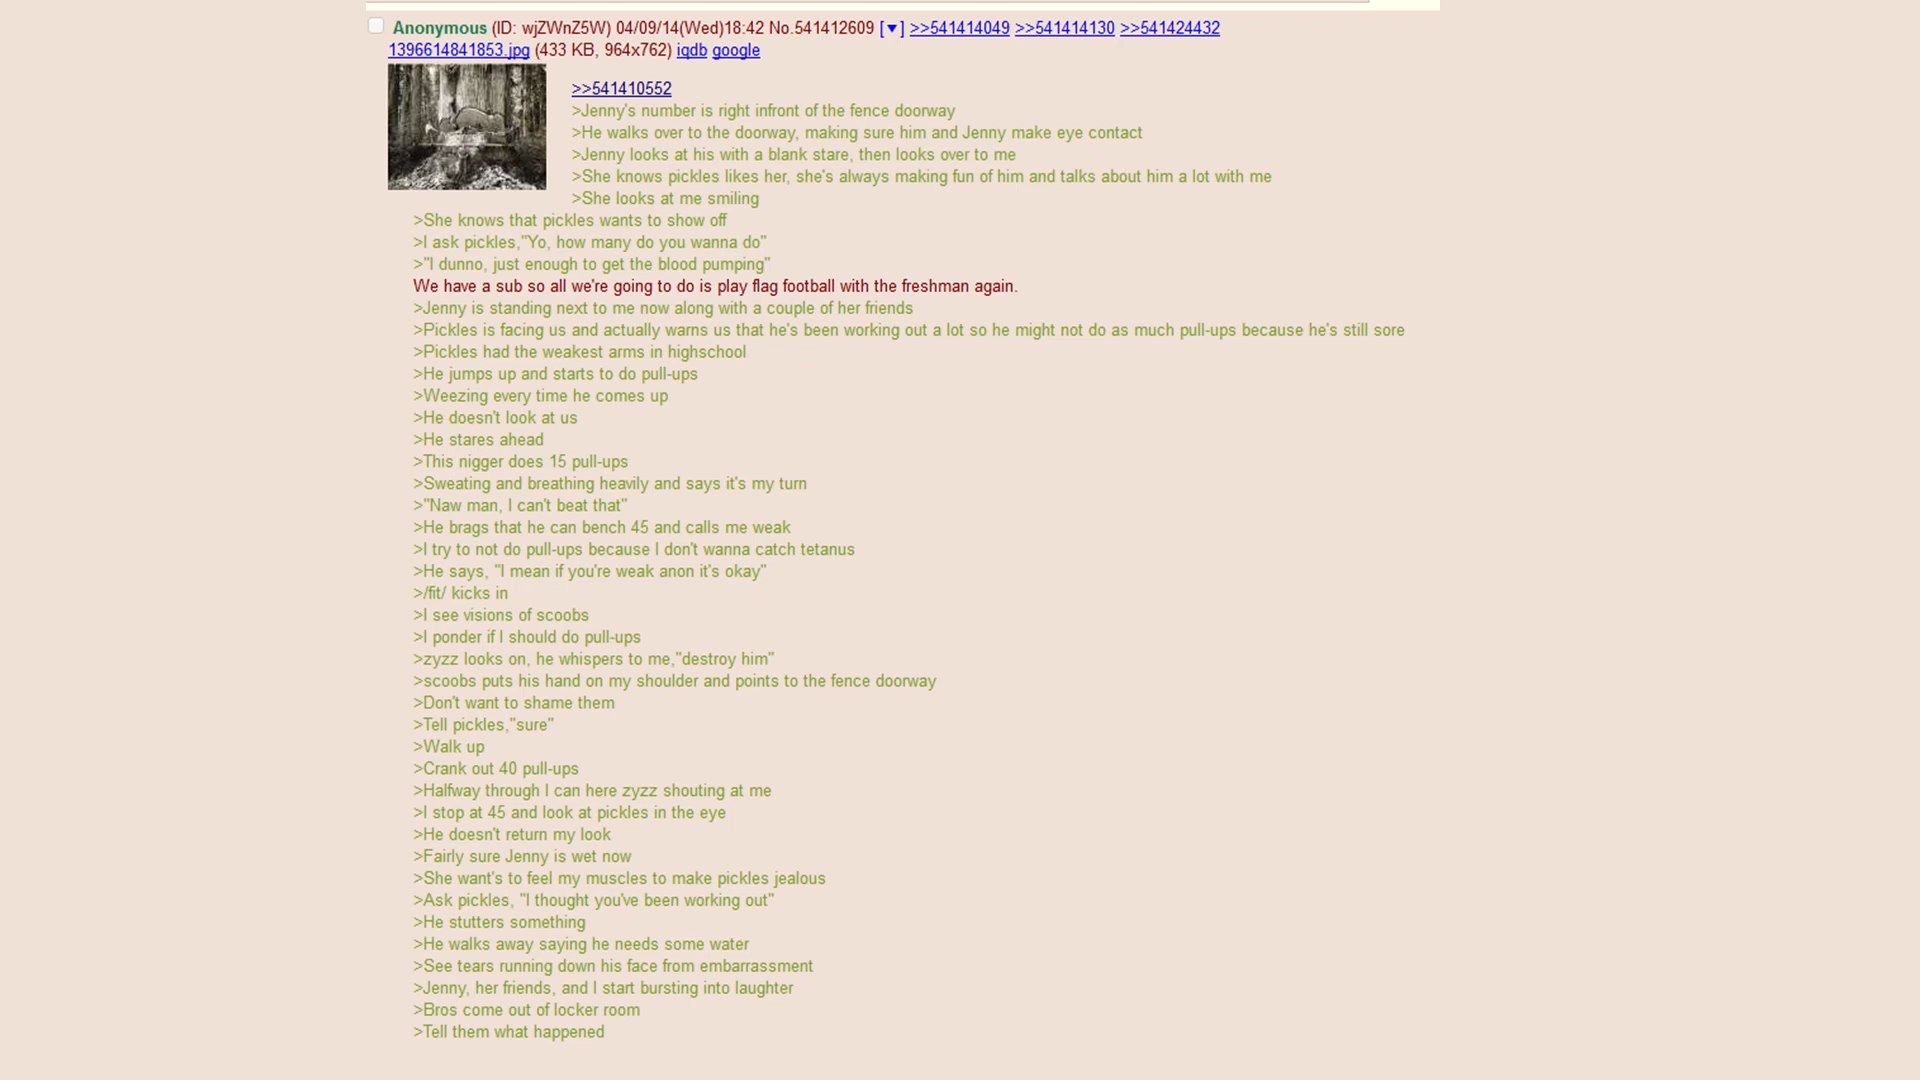 Anonymous (ID: wjZWnZ5W) 04/09/14(Wed)18:42 No.541412609 [▼] >>541414049 >>541414130 >>541424432
1396614841853.jpg (433 KB, 964x762) iqdb google
>>541410552
>Jenny's number is right infront of the fence doorway
>He walks over to the doorway, making sure him and Jenny make eye contact
>Jenny looks at his with a blank stare, then looks over to me
>She knows pickles likes her, she's always making fun of him and talks about him a lot with me
>She looks at me smiling
>She knows that pickles wants to show off
>I ask pickles,"Yo, how many do you wanna do"
>"I dunno, just enough to get the blood pumping"
We have a sub so all we're going to do is play flag football with the freshman again.
>Jenny is standing next to me now along with a couple of her friends
>Pickles is facing us and actually warns us that he's been working out a lot so he might not do as much pull-ups because he's still sore
>Pickles had the weakest arms in highschool
>He jumps up and starts to do pull-ups
>Weezing every time he comes up
>He doesn't look at us
>He stares ahead
>This nigger does 15 pull-ups
>Sweating and breathing heavily and says it's my turn
>"Naw man, I can't beat that"
>He brags that he can bench 45 and calls me weak
>I try to not do pull-ups because I don't wanna catch tetanus
>He says, "I mean if you're weak anon it's okay"
>/fit/ kicks in
>I see visions of scoobs
>I ponder if I should do pull-ups
>zyzz looks on, he whispers to me,"destroy him"
>scoobs puts his hand on my shoulder and points to the fence doorway
>Don't want to shame them
>Tell pickles,"sure"
>Walk up
>Crank out 40 pull-ups
>Halfway through I can here zyzz shouting at me
>I stop at 45 and look at pickles in the eye
>He doesn't return my look
>Fairly sure Jenny is wet now
>She want's to feel my muscles to make pickles jealous
>Ask pickles, "I thought you've been working out"
>He stutters something
>He walks away saying he needs some water
>See tears running down his face from embarrassment
>Jenny, her friends, and I start bursting into laughter
>Bros come out of locker room
>Tell them what happened